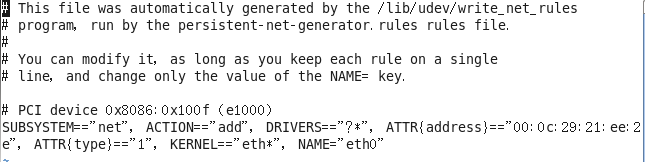 # This file was automatically generated by the /lib/udev/write_net_rules
# program, run by the persistent-net-generator.rules rules file.
#
# You can modify it, as long as you keep each rule on a single
# line, and change only the value of the NAME= key.
# PCI device 0x8086:0x100f (e1000)
SUBSYSTEM=="net", ACTION=="add", DRIVERS=="?*", ATTR{address}=="00:0c:29:21:ee:2
e", ATTR{type}=="1", KERNEL=="eth*", NAME="eth0"
~